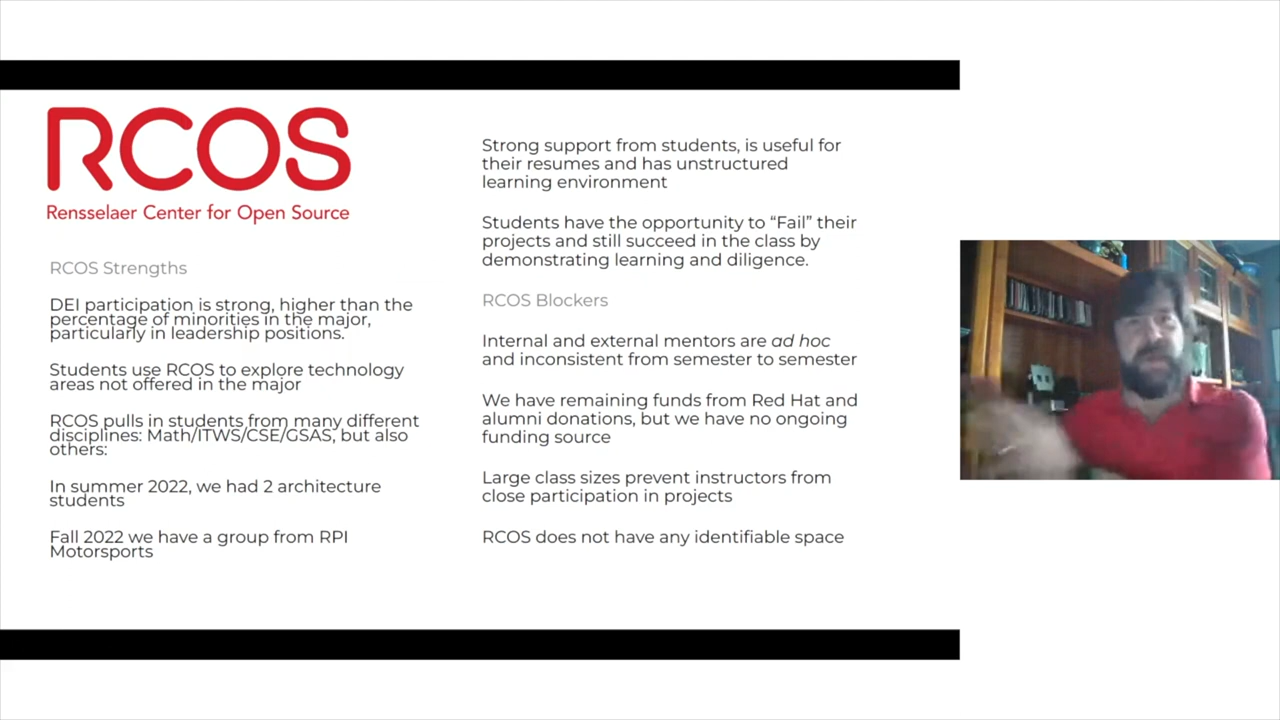 RCOS
Rensselaer Center for Open Source
RCOS Strengths
DEI participation is strong, higher than the
percentage of minorities in the major,
particularly in leadership positions.
Students use RCOS to explore technology
areas not offered in the major
RCOS pulls in students from many different
disciplines: Math/ITWS/CSE/GSAS, but also
others:
In summer 2022, we had 2 architecture
students
Fall 2022 we have a group from RPI
Motorsports
Strong support from students, is useful for
their resumes and has unstructured
learning environment
Students have the opportunity to “Fail” their
projects and still succeed in the class by
demonstrating learning and diligence.
RCOS Blockers
Internal and external mentors are ad hoc
and inconsistent from semester to semester
We have remaining funds from Red Hat and
alumni donations, but we have no ongoing
funding source
Large class sizes prevent instructors from
close participation in projects
RCOS does not have any identifiable space